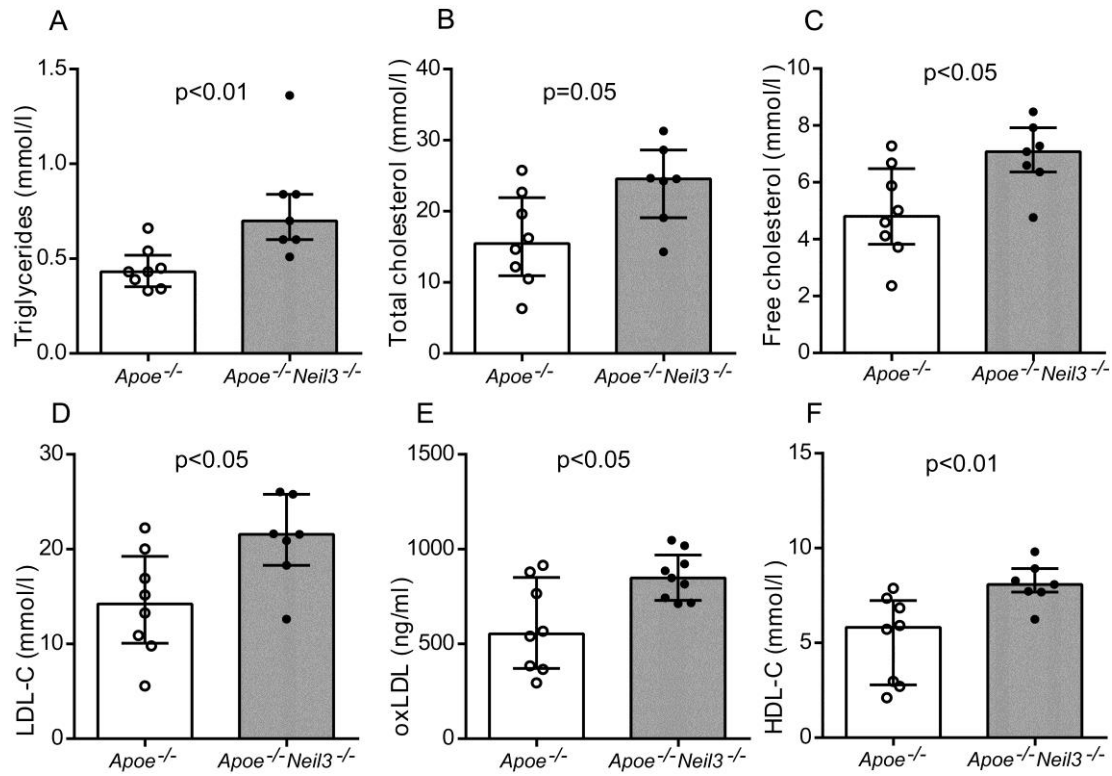 A
Triglycerides (mmol/l)
1.5
1.0
0.5
0.0
p<0.01
Apoe-/-
Apoe-/-Neil3-/-
B
Total cholesterol (mmol/l)
40
30
20
10
0
p=0.05
Apoe-/-
Apoe-/-Neil3-/-
C
Free cholesterol (mmol/l)
10
8
6
4
2
0
p<0.05
Apoe-/-
Apoe-/-Neil3-/-
D
LDL-C (mmol/l)
30
20
10
0
p<0.05
Apoe-/-
Apoe-/-Neil3-/-
E
oxLDL (ng/ml)
1500
1000
500
0
p<0.05
Apoe-/-
Apoe-/-Neil3-/-
F
HDL-C (mmol/l)
15
10
5
0
p<0.01
Apoe-/-
Apoe-/-Neil3-/-